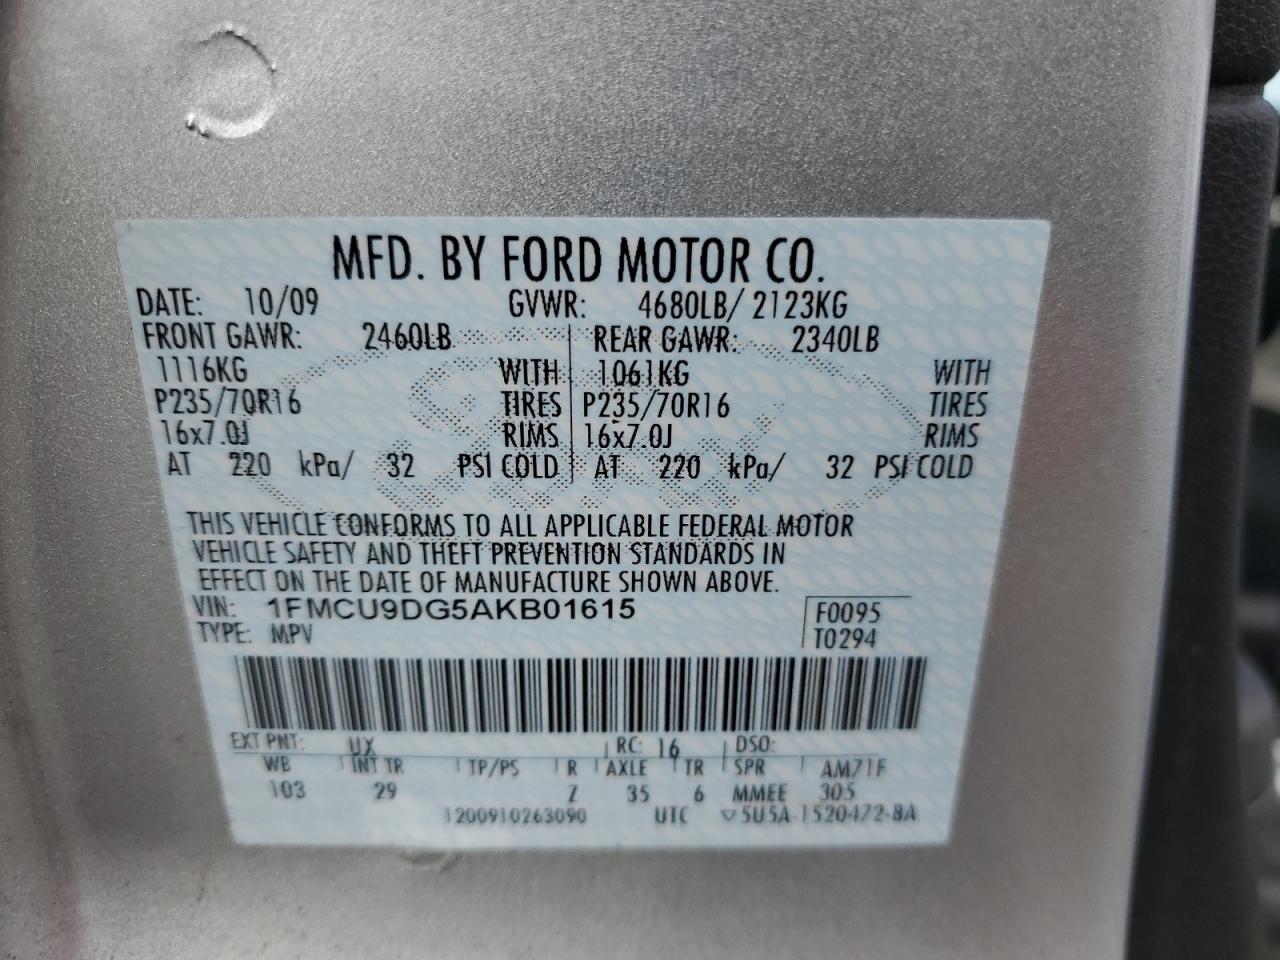 MFD. BY FORD MOTOR CO.
DATE: 10/09 GVWR: 4680LB/ 2123KG
FRONT GAWR: 2460LB REAR GAWR: 2340LB
1116KG WITH 1061KG WITH
P235/70R16 TIRES P235/70R16 TIRES
16x7.0J RIMS 16x7.0J RIMS
AT 220 kPa/ 32 PSI COLD AT 220 kPa/ 32 PSI COLD
THIS VEHICLE CONFORMS TO ALL APPLICABLE FEDERAL MOTOR
VEHICLE SAFETY AND THEFT PREVENTION STANDARDS IN
EFFECT ON THE DATE OF MANUFACTURE SHOWN ABOVE.
VIN: 1FMCU9DG5AKB01615 F0095
TYPE: MPV T0294
EXT PNT: UX RC: 16 DSO:
WB INT TR TP/PS R AXLE TR SPR AM71F
103 29 Z 35 6 MMEE 305
1200910263090 UTC ▽5U5A-1520472-BA